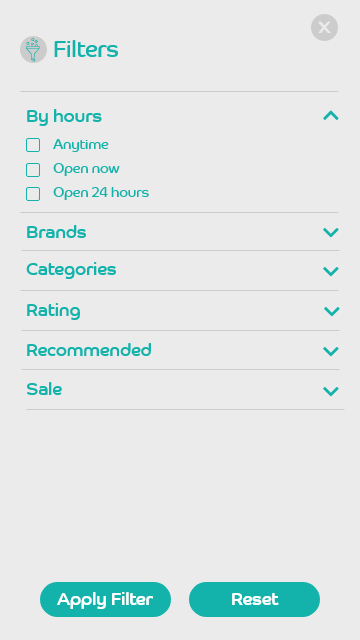 Filters
By hours
Anytime
Open now
Open 24 hours
Brands
Categories
Rating
Recommended
Sale
Apply Filter
Reset